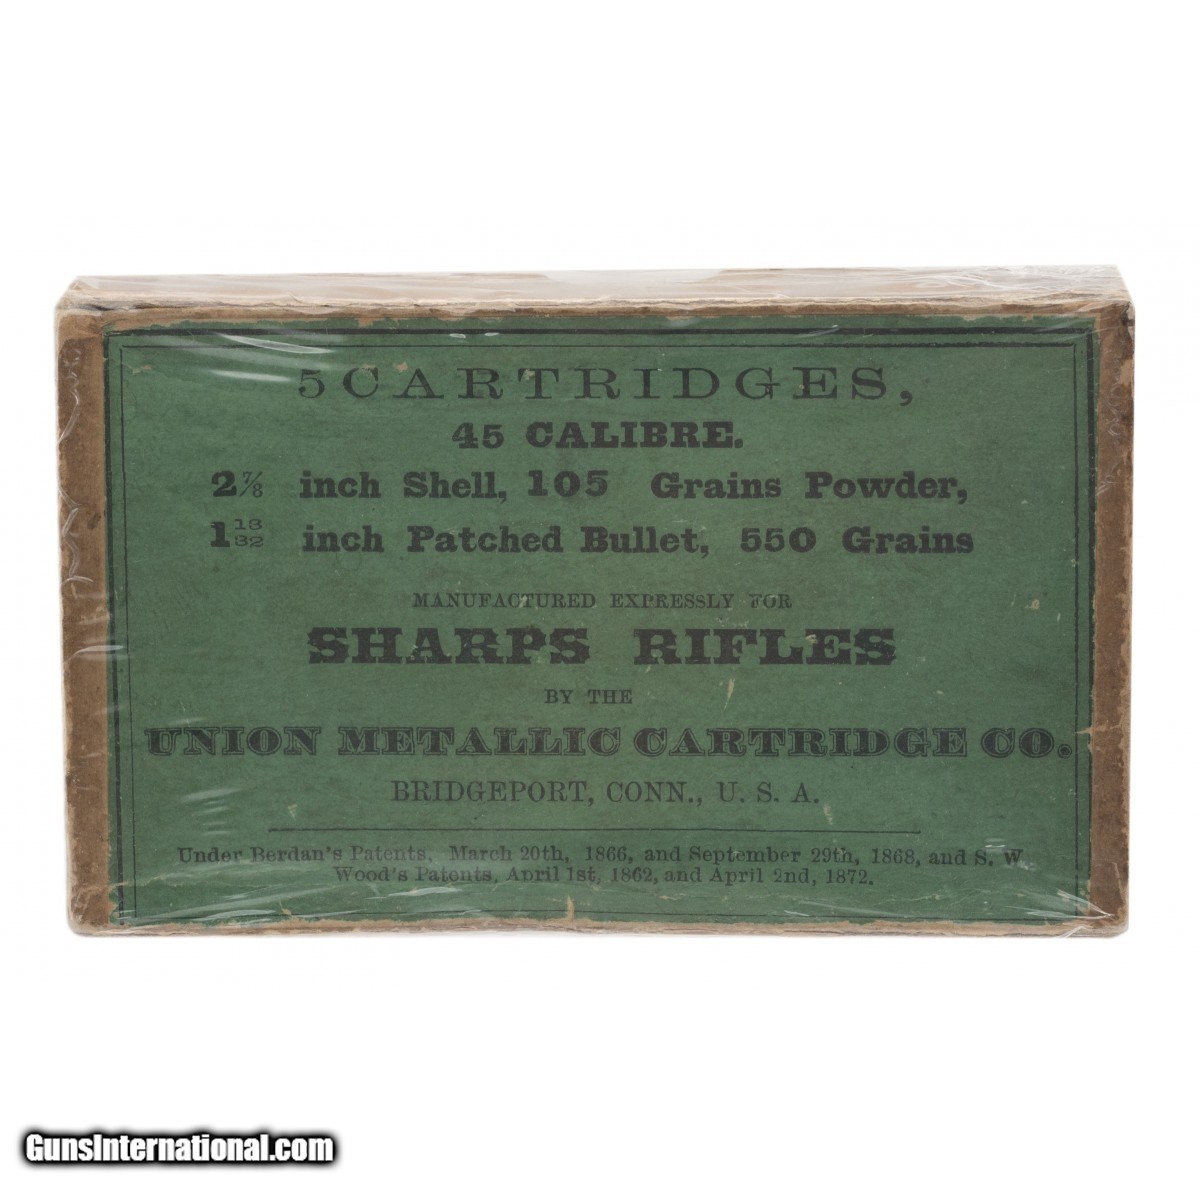 5 CARTRIDGES,
45 CALIBRE.
2 7/8 inch Shell, 105 Grains Powder,
1 13/32 inch Patched Bullet, 550 Grains
MANUFACTURED EXPRESSLY FOR
SHARPS RIFLES
BY THE
UNION METALLIC CARTRIDGE CO.
BRIDGEPORT, CONN., U. S. A.
Under Berdan's Patents, March 20th, 1866, and September 29th, 1868, and S. W
Wood's Patents, April 1st, 1862, and April 2nd, 1872.
GunsInternational.com